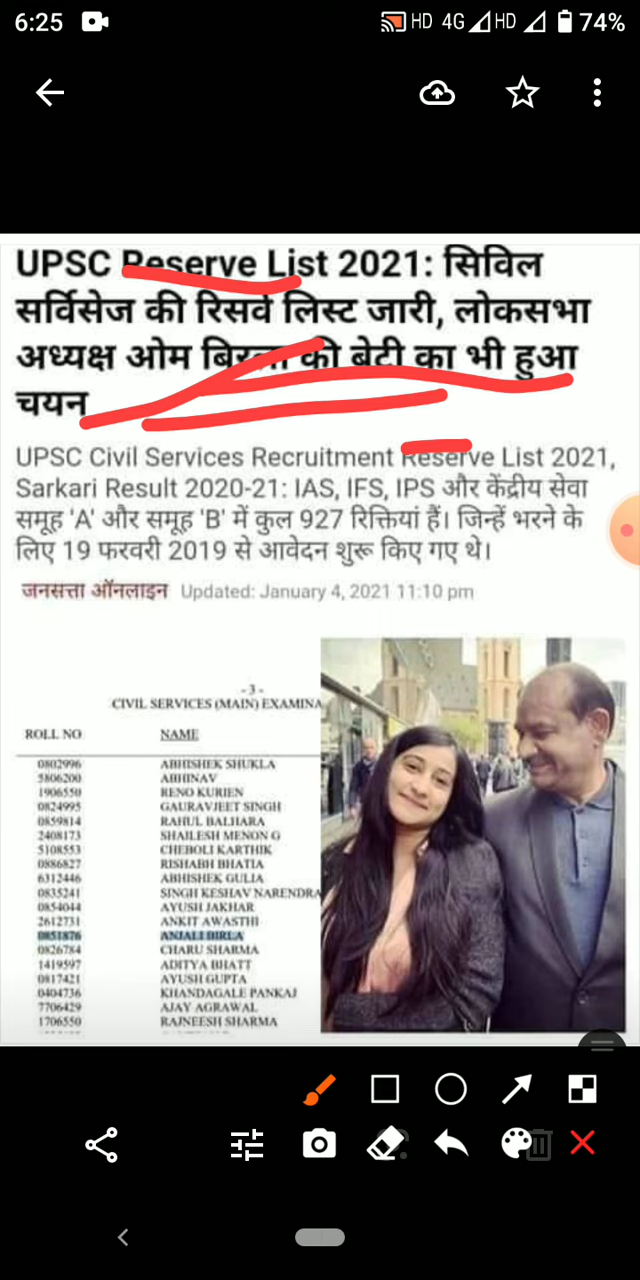 6:25 HD 4G HD 74%
UPSC Reserve List 2021: सिविल
सर्विसेज की रिसर्व लिस्ट जारी, लोकसभा
अध्यक्ष ओम बिरला की बेटी का भी हुआ
चयन
UPSC Civil Services Recruitment Reserve List 2021,
Sarkari Result 2020-21: IAS, IFS, IPS और केंद्रीय सेवा
समूह 'A' और समूह 'B' में कुल 927 रिक्तियां हैं। जिन्हें भरने के
लिए 19 फरवरी 2019 से आवेदन शुरू किए गए थे।
जनसत्ता ऑनलाइन Updated: January 4, 2021 11:10 pm
-3-
CIVIL SERVICES (MAIN) EXAMINA
ROLL NO NAME
0802996 ABHISHEK SHUKLA
5806200 ABHINAV
1906550 RENO KURIEN
0824995 GAURAVJEET SINGH
0859814 RAHUL BALHARA
2408173 SHAILESH MENON G
5108553 CHEBOLI KARTHIK
0886827 RISHABH BHATIA
6312446 ABHISHEK GULIA
0835241 SINGH KESHAV NARENDRA
0854044 AYUSH JAKHAR
2612731 ANKIT AWASTHI
0851876 ANJALI BIRLA
0826784 CHARU SHARMA
1419597 ADITYA BHATT
0817421 AYUSH GUPTA
0404736 KHANDAGALE PANKAJ
7706429 AJAY AGRAWAL
1706550 RAJNEESH SHARMA